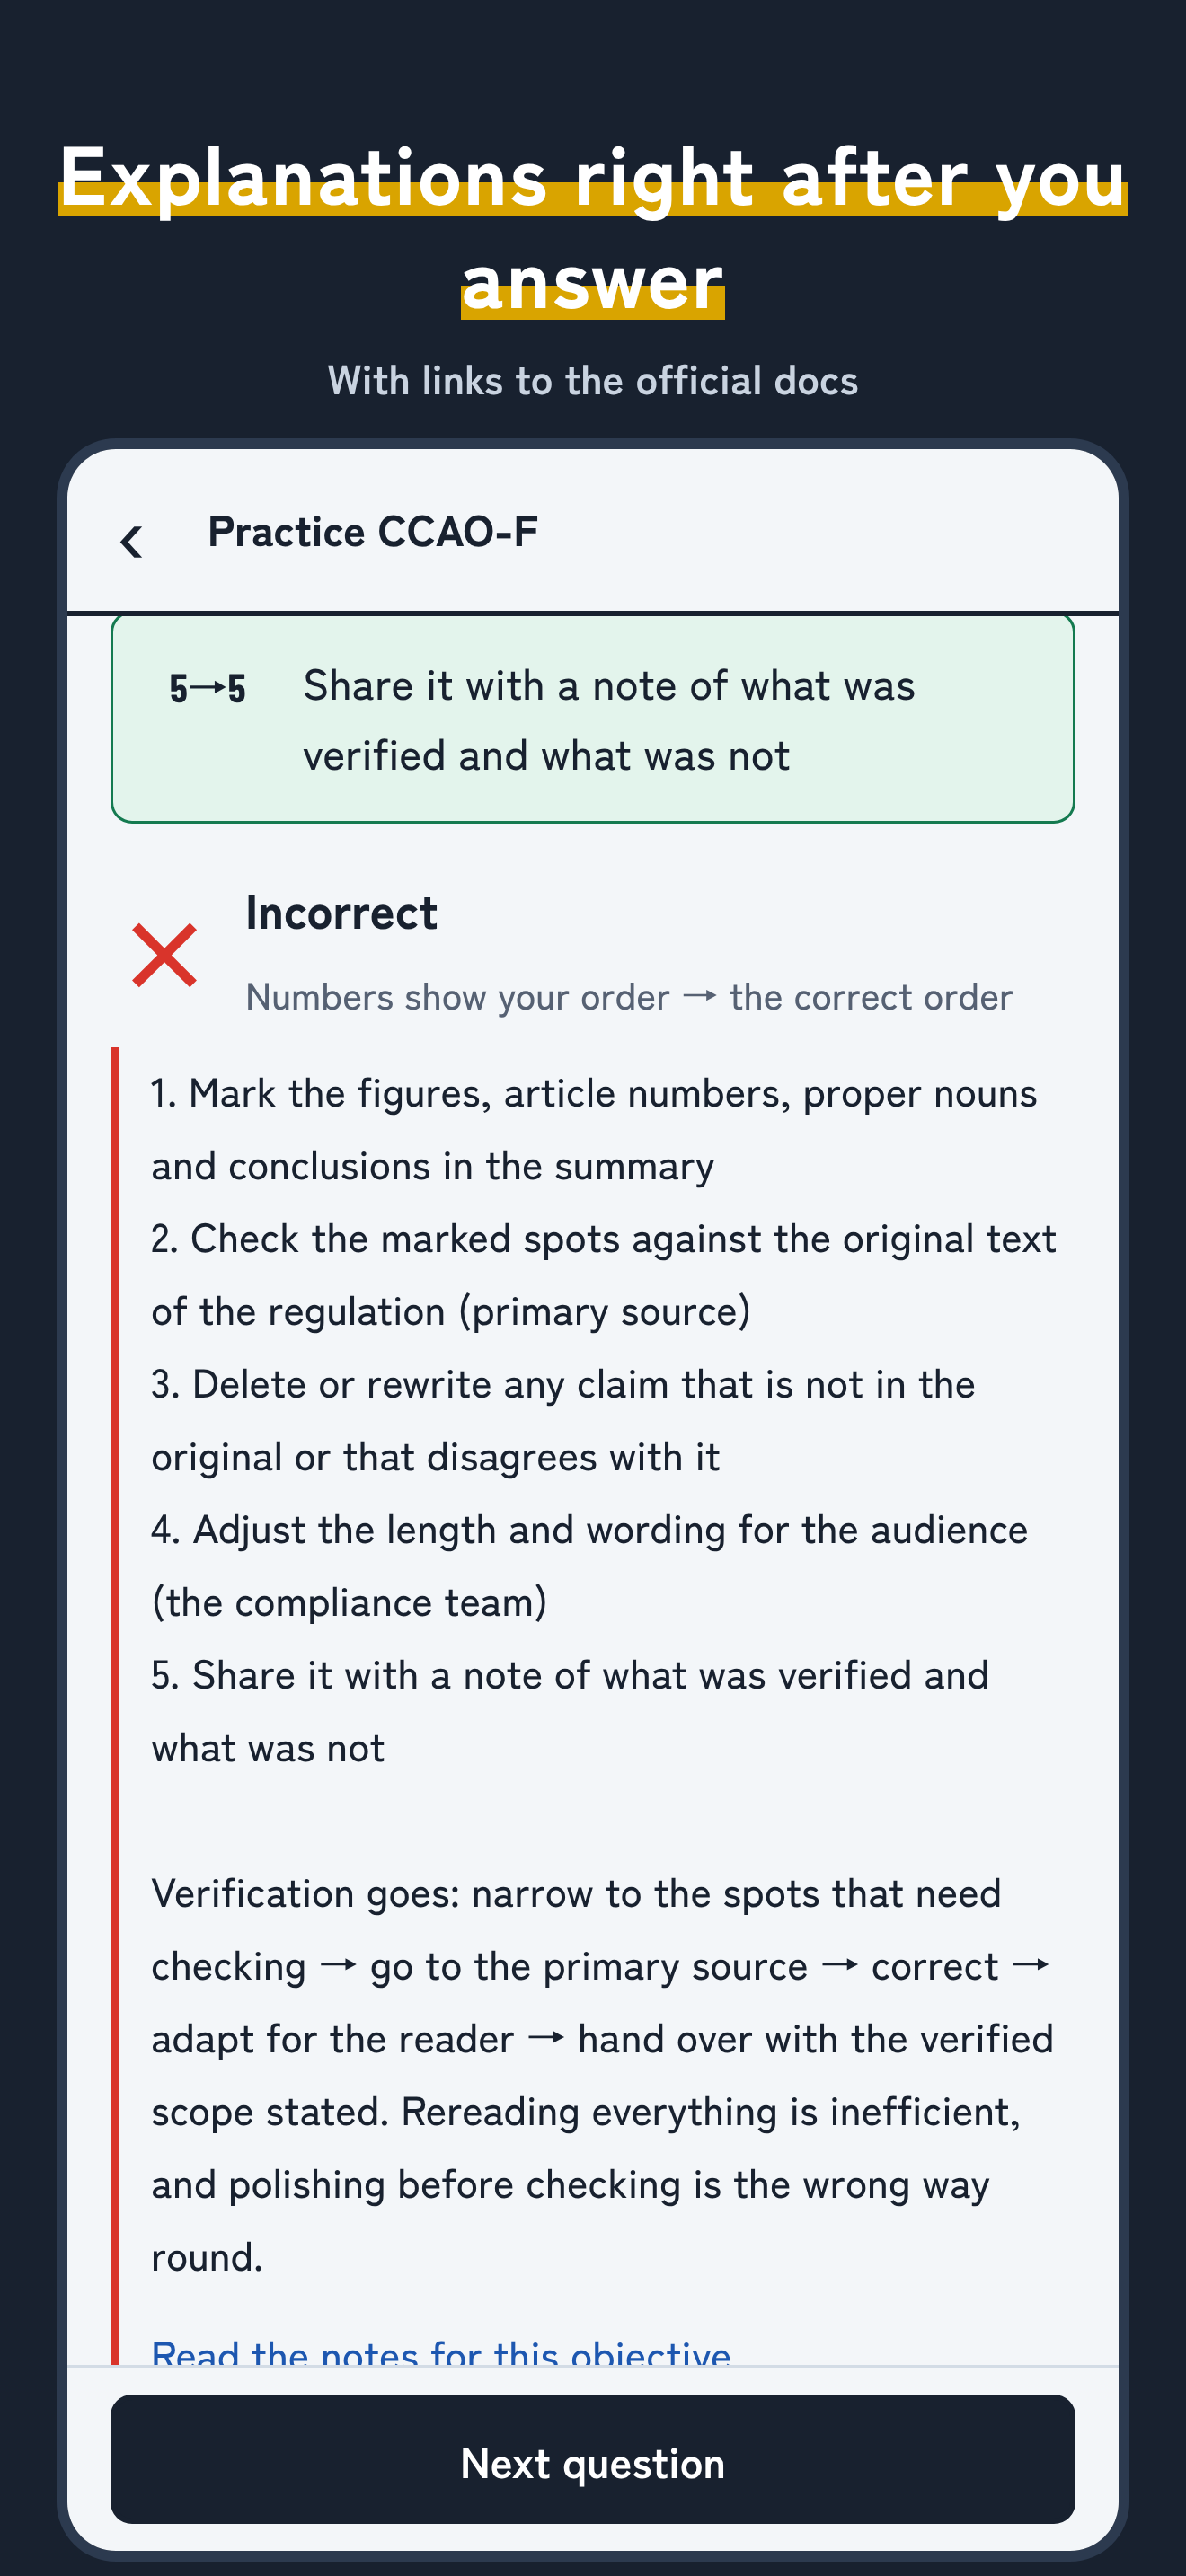 Explanations right after you
answer
With links to the official docs
Practice CCAO-F
5→5 Share it with a note of what was
verified and what was not
Incorrect
Numbers show your order → the correct order
1. Mark the figures, article numbers, proper nouns
and conclusions in the summary
2. Check the marked spots against the original text
of the regulation (primary source)
3. Delete or rewrite any claim that is not in the
original or that disagrees with it
4. Adjust the length and wording for the audience
(the compliance team)
5. Share it with a note of what was verified and
what was not
Verification goes: narrow to the spots that need
checking → go to the primary source → correct →
adapt for the reader → hand over with the verified
scope stated. Rereading everything is inefficient,
and polishing before checking is the wrong way
round.
Read the notes for this objective
Next question